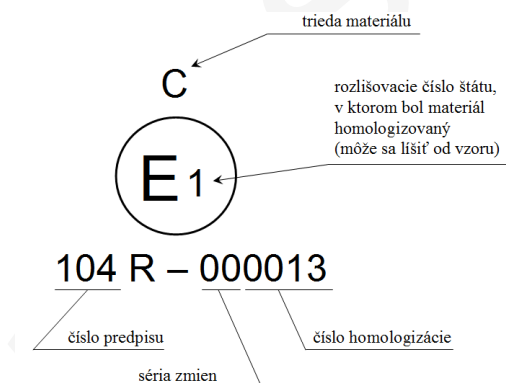 trieda materiálu
C
rozlišovacie číslo štátu,
v ktorom bol materiál
homologizovaný
(môže sa líšiť od vzoru)
E 1
104 R – 000013
číslo predpisu
číslo homologizácie
séria zmien